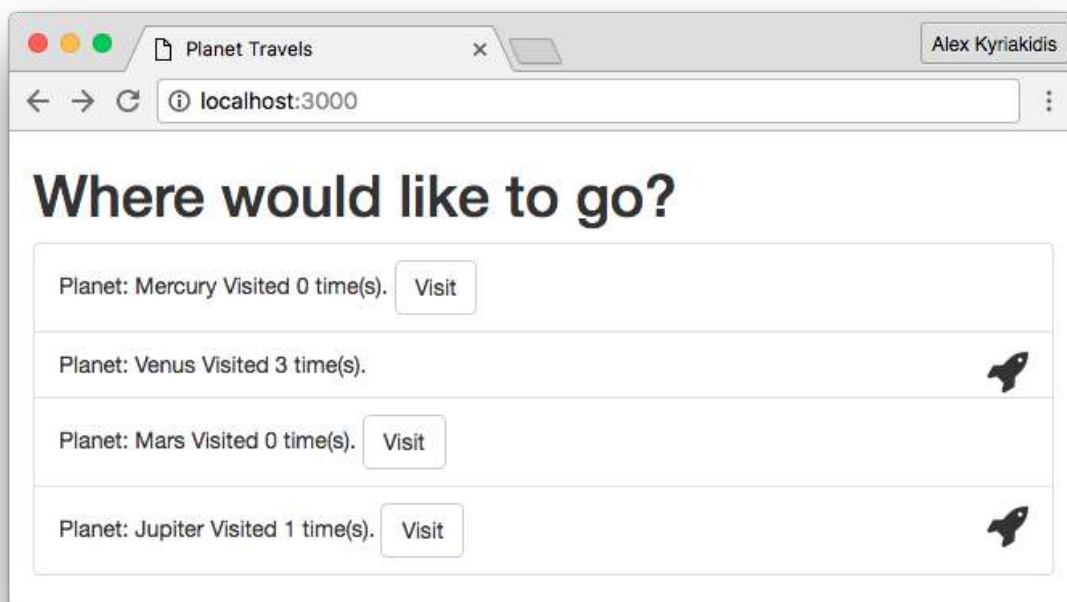 Planet Travels
Alex Kyriakidis
localhost:3000
Where would like to go?
Planet: Mercury Visited 0 time(s). Visit
Planet: Venus Visited 3 time(s).
Planet: Mars Visited 0 time(s). Visit
Planet: Jupiter Visited 1 time(s). Visit